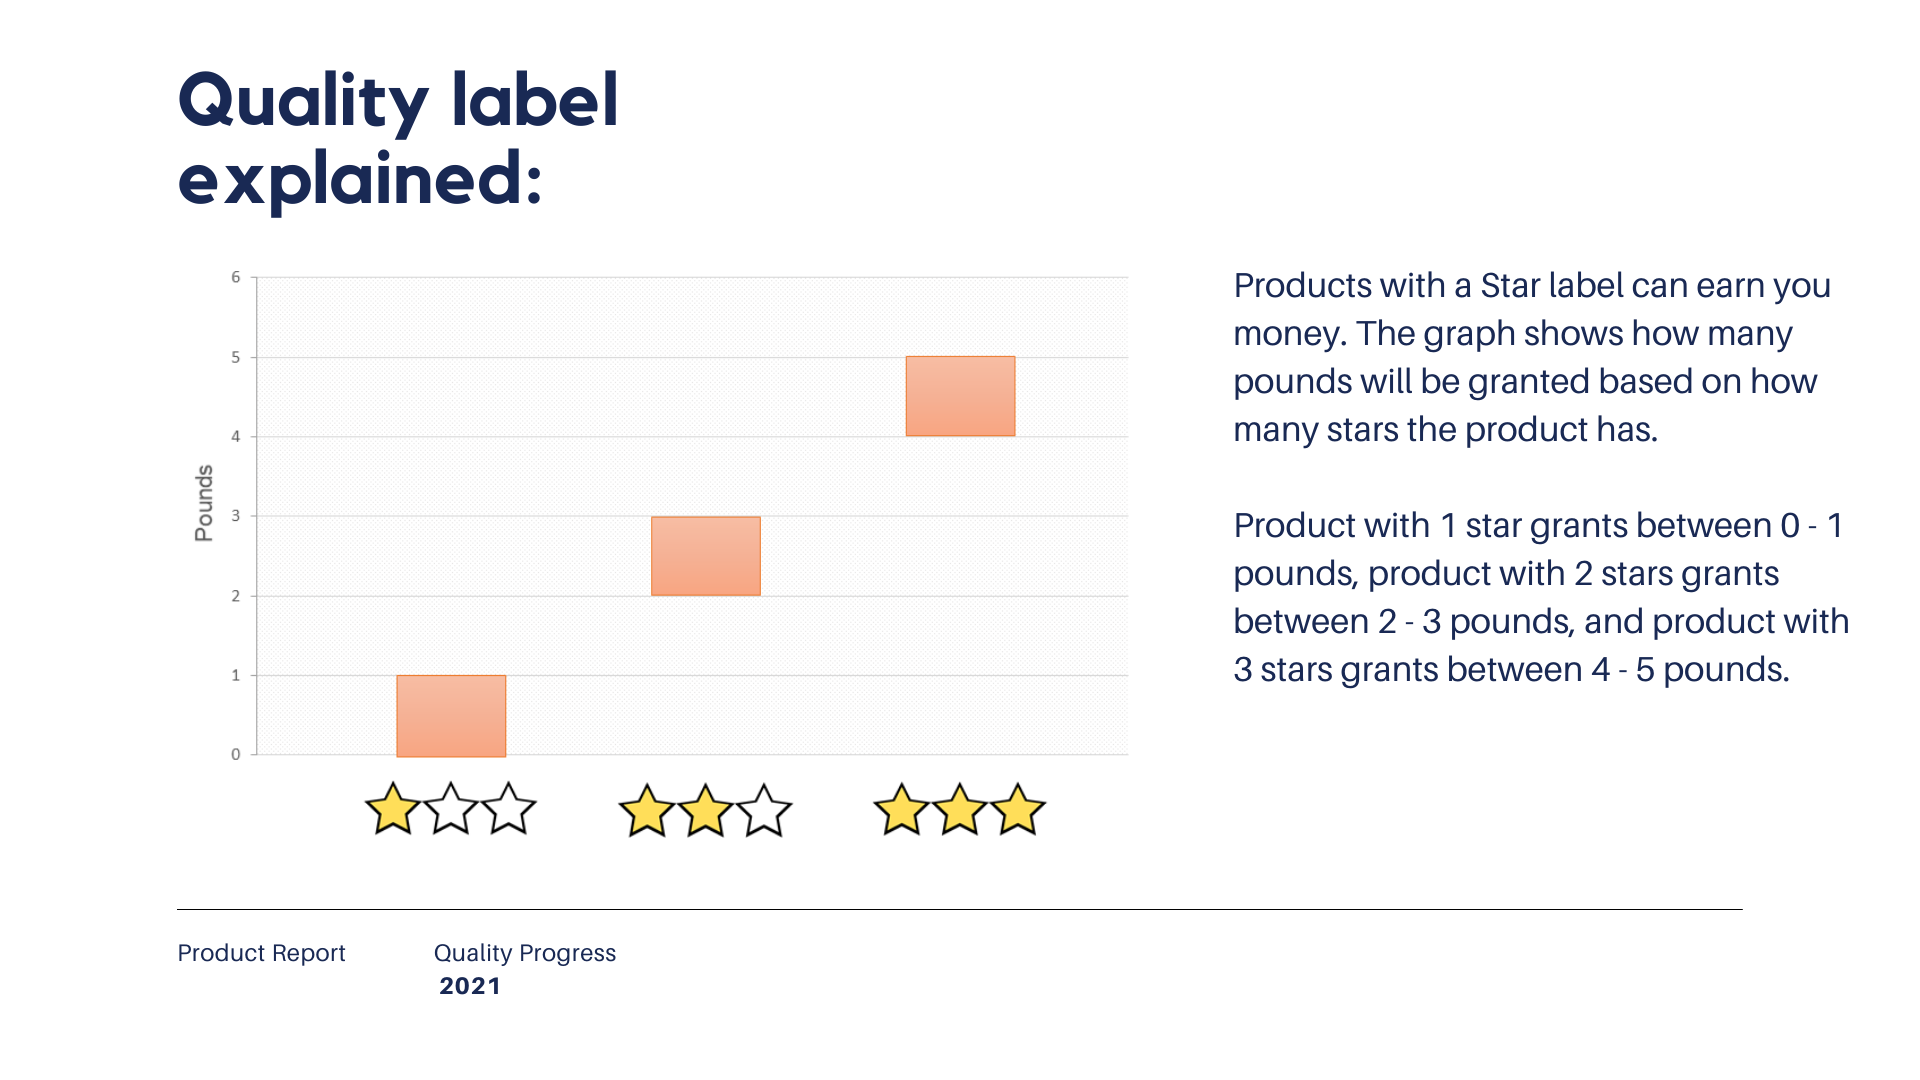 Quality label
explained:
6
5
4
3
2
1
0
Pounds
Products with a Star label can earn you
money. The graph shows how many
pounds will be granted based on how
many stars the product has.
Product with 1 star grants between 0 - 1
pounds, product with 2 stars grants
between 2 - 3 pounds, and product with
3 stars grants between 4 - 5 pounds.
Product Report
Quality Progress
2021